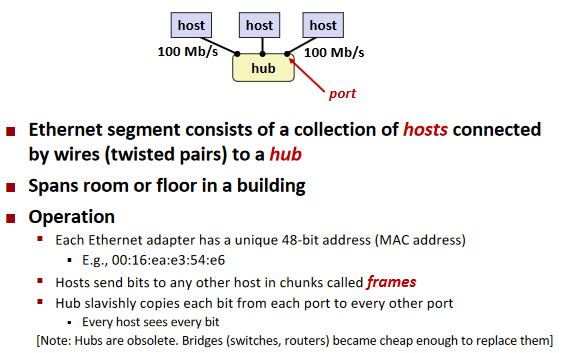 host host host
100 Mb/s 100 Mb/s
hub
port
Ethernet segment consists of a collection of hosts connected
by wires (twisted pairs) to a hub
Spans room or floor in a building
Operation
Each Ethernet adapter has a unique 48-bit address (MAC address)
E.g., 00:16:ea:e3:54:e6
Hosts send bits to any other host in chunks called frames
Hub slavishly copies each bit from each port to every other port
Every host sees every bit
[Note: Hubs are obsolete. Bridges (switches, routers) became cheap enough to replace them]